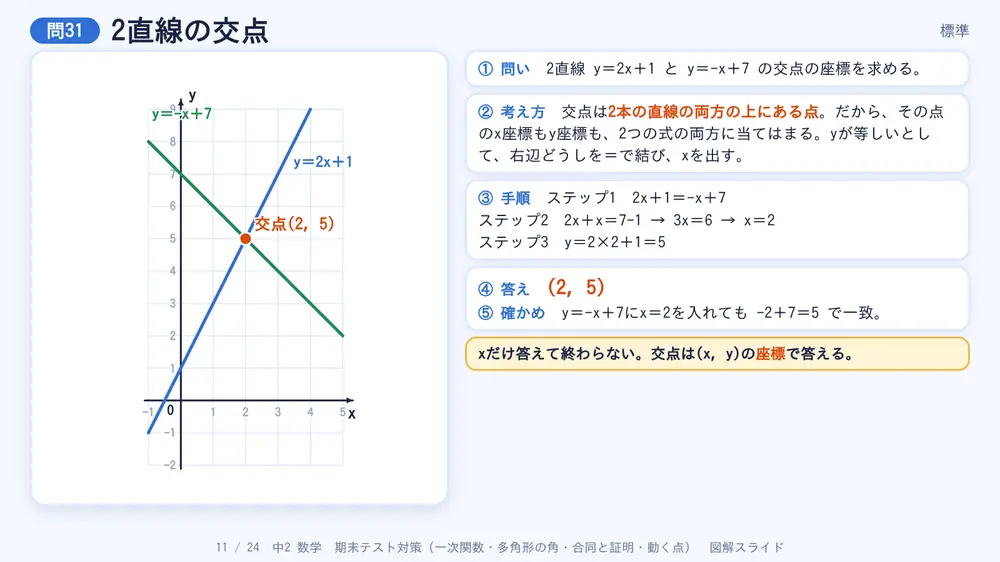 問31 2直線の交点
標準
y
9
y＝-x＋7
7
6
5
4
3
2
1
-1
-2
y＝2x＋1
交点(2, 5)
-1 0 1 2 3 4 5 x
① 問い 2直線 y＝2x＋1 と y＝-x＋7 の交点の座標を求める。
② 考え方 交点は2本の直線の両方の上にある点。だから、その点
のx座標もy座標も、2つの式の両方に当てはまる。yが等しいとし
て、右辺どうしを＝で結び、xを出す。
③ 手順 ステップ1 2x＋1＝-x＋7
ステップ2 2x＋x＝7-1 → 3x＝6 → x＝2
ステップ3 y＝2×2＋1＝5
④ 答え (2, 5)
⑤ 確かめ y＝-x＋7にx＝2を入れても -2＋7＝5 で一致。
xだけ答えて終わらない。交点は(x, y)の座標で答える。
11 / 24 中2 数学 期末テスト対策（一次関数・多角形の角・合同と証明・動く点） 図解スライド